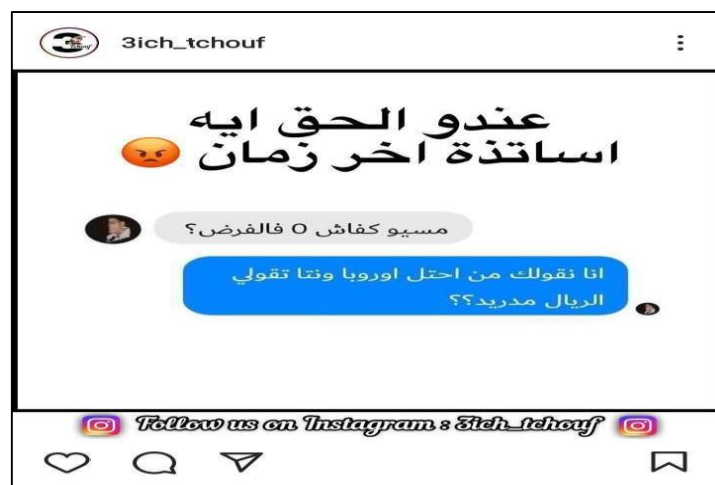 3ich_tchouf
عندو الحق ايه
اساتذة اخر زمان 😡
مسيو كفاش 0 فالفرض؟
انا نقولك من احتل اوروبا ونتا تقولي
الريال مدريد؟؟
Follow us on Instagram : 3ich_tchouf